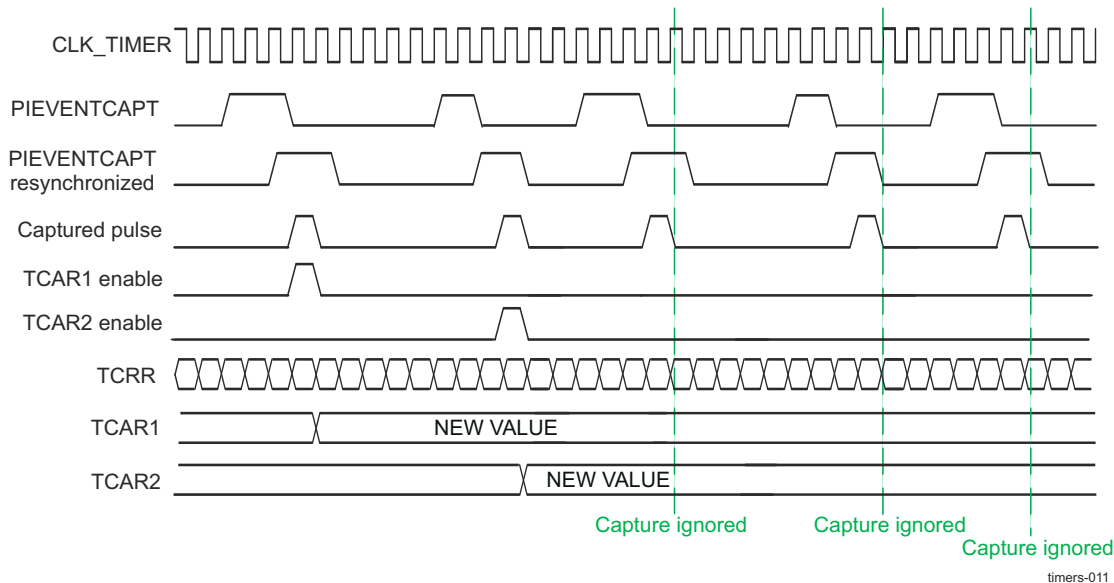 CLK_TIMER
PIEVENTCAPT
PIEVENTCAPT
resynchronized
Captured pulse
TCAR1 enable
TCAR2 enable
TCRR
TCAR1
NEW VALUE
TCAR2
NEW VALUE
Capture ignored
Capture ignored
Capture ignored
timers-011